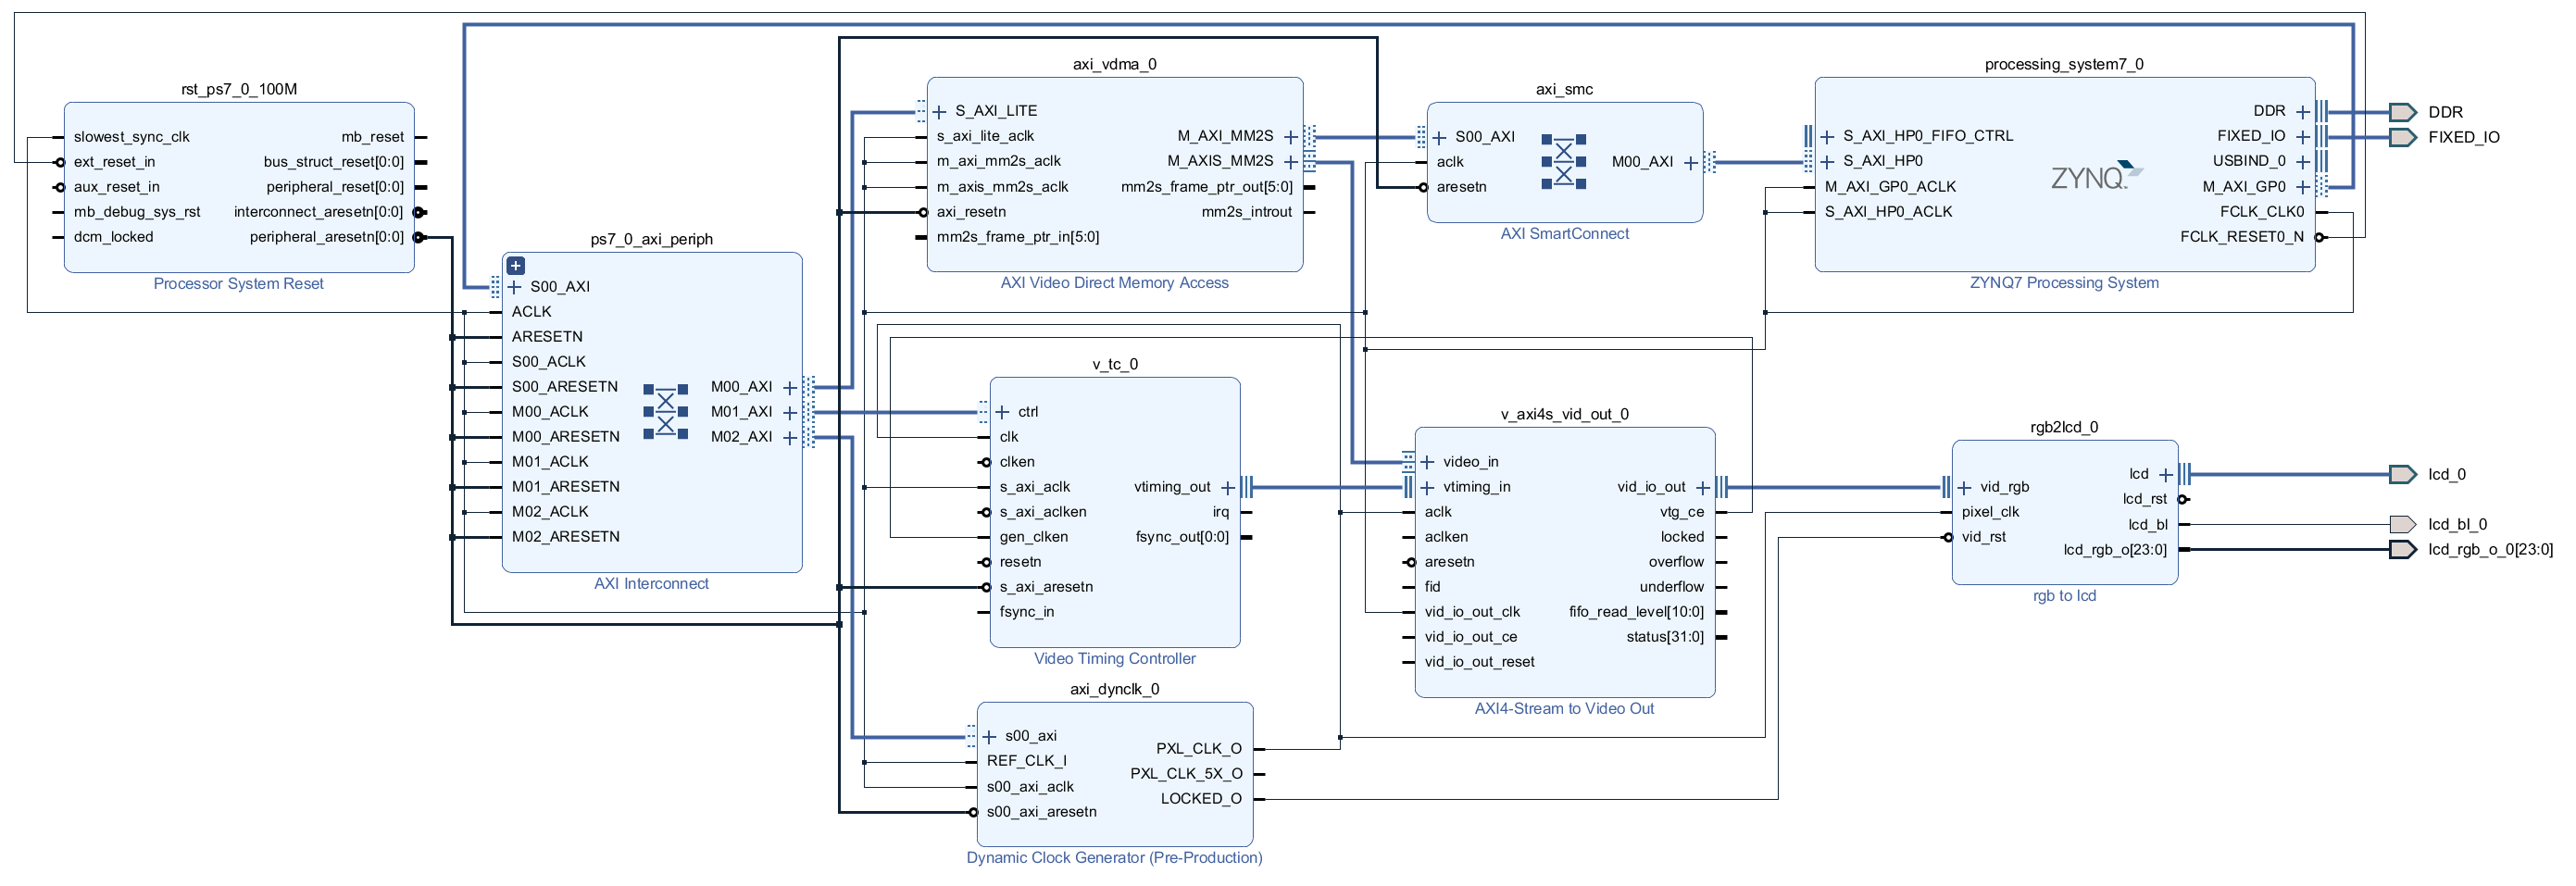 rst_ps7_0_100M
slowest_sync_clk
ext_reset_in
aux_reset_in
mb_debug_sys_rst
dcm_locked
mb_reset
bus_struct_reset[0:0]
peripheral_reset[0:0]
interconnect_aresetn[0:0]
peripheral_aresetn[0:0]
Processor System Reset
ps7_0_axi_periph
S00_AXI
ACLK
ARESETN
S00_ACLK
S00_ARESETN
M00_ACLK
M00_ARESETN
M01_ACLK
M01_ARESETN
M02_ACLK
M02_ARESETN
M00_AXI
M01_AXI
M02_AXI
AXI Interconnect
axi_vdma_0
S_AXI_LITE
s_axi_lite_aclk
m_axi_mm2s_aclk
m_axis_mm2s_aclk
axi_resetn
mm2s_frame_ptr_in[5:0]
M_AXI_MM2S
M_AXIS_MM2S
mm2s_frame_ptr_out[5:0]
mm2s_introut
AXI Video Direct Memory Access
axi_smc
S00_AXI
aclk
aresetn
M00_AXI
AXI SmartConnect
processing_system7_0
S_AXI_HP0_FIFO_CTRL
S_AXI_HP0
M_AXI_GP0_ACLK
S_AXI_HP0_ACLK
ZYNQ
DDR
FIXED_IO
USBIND_0
M_AXI_GP0
FCLK_CLK0
FCLK_RESET0_N
ZYNQ7 Processing System
DDR
FIXED_IO
v_tc_0
ctrl
clk
clken
s_axi_aclk
s_axi_aclken
gen_clken
resetn
s_axi_aresetn
fsync_in
vtiming_out
irq
fsync_out[0:0]
Video Timing Controller
v_axi4s_vid_out_0
video_in
vtiming_in
aclk
aclken
aresetn
fid
vid_io_out_clk
vid_io_out_ce
vid_io_out_reset
vid_io_out
vtg_ce
locked
overflow
underflow
fifo_read_level[10:0]
status[31:0]
AXI4-Stream to Video Out
rgb2lcd_0
vid_rgb
pixel_clk
vid_rst
lcd
lcd_rst
lcd_bl
lcd_rgb_o[23:0]
rgb to lcd
lcd_0
lcd_bl_0
lcd_rgb_o_0[23:0]
axi_dynclk_0
s00_axi
REF_CLK_I
s00_axi_aclk
s00_axi_aresetn
PXL_CLK_O
PXL_CLK_5X_O
LOCKED_O
Dynamic Clock Generator (Pre-Production)